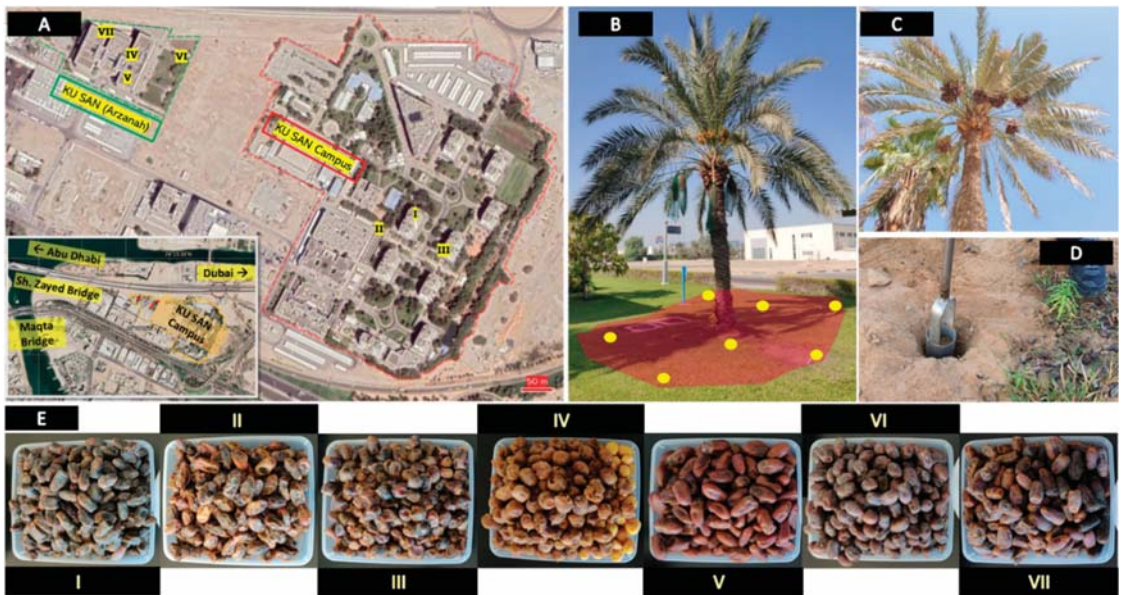 A
VII
IV
VI
V
KU SAN (Arzanah)
KU SAN Campus
I
II
III
50 m
← Abu Dhabi
Dubai →
Sh. Zayed Bridge
KU SAN
Campus
Maqta
Bridge
B
C
D
E
II
IV
VI
I
III
V
VII